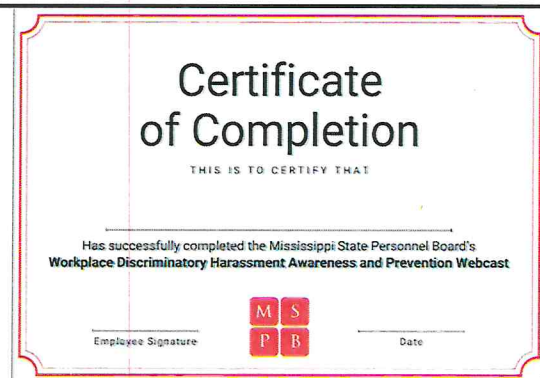 Certificate
of Completion
THIS IS TO CERTIFY THAT
Has successfully completed the Mississippi State Personnel Board's
Workplace Discriminatory Harassment Awareness and Prevention Webcast
M S
P B
Employee Signature
Date